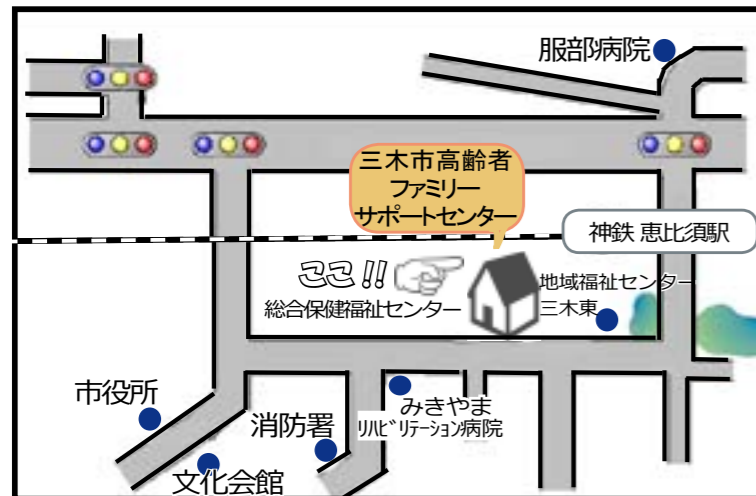 服部病院
三木市高齢者
ファミリー
サポートセンター
神鉄 恵比須駅
ここ!!
総合保健福祉センター
地域福祉センター
三木東
市役所
みきやま
ﾘﾊﾋﾞﾘﾃｰｼｮﾝ病院
消防署
文化会館